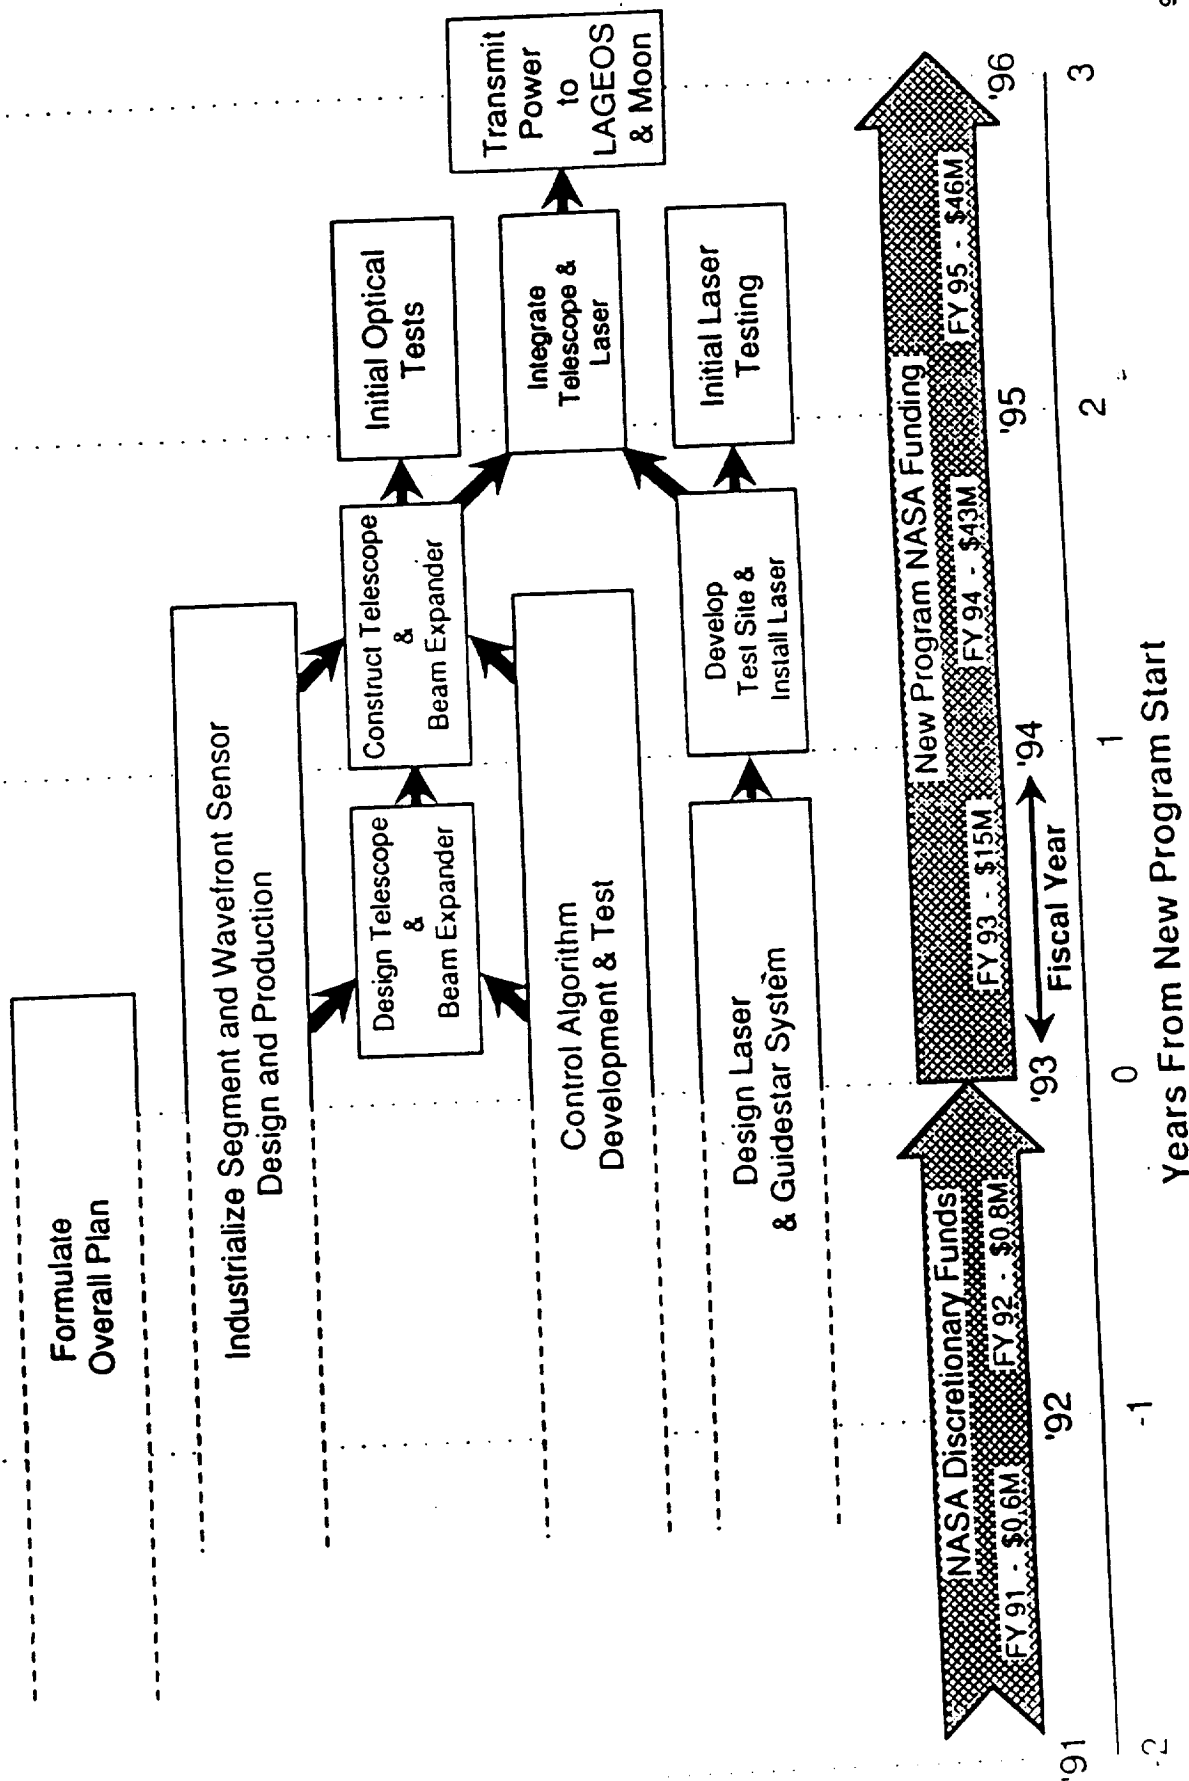 Formulate
Overall Plan
Industrialize Segment and Wavefront Sensor
Design and Production
Design Telescope
&
Beam Expander
Construct Telescope
&
Beam Expander
Initial Optical
Tests
Control Algorithm
Development & Test
Integrate
Telescope &
Laser
Transmit
Power
to
LAGEOS
& Moon
Design Laser
& Guidestar System
Develop
Test Site &
Install Laser
Initial Laser
Testing
NASA Discretionary Funds
FY 91 - $0.6M
FY 92 - $0.8M
New Program NASA Funding
FY 93 - $15M
FY 94 - $43M
FY 95 - $46M
'91
'92
'93
Fiscal Year
'94
'95
'96
-2
-1
0
1
2
3
Years From New Program Start